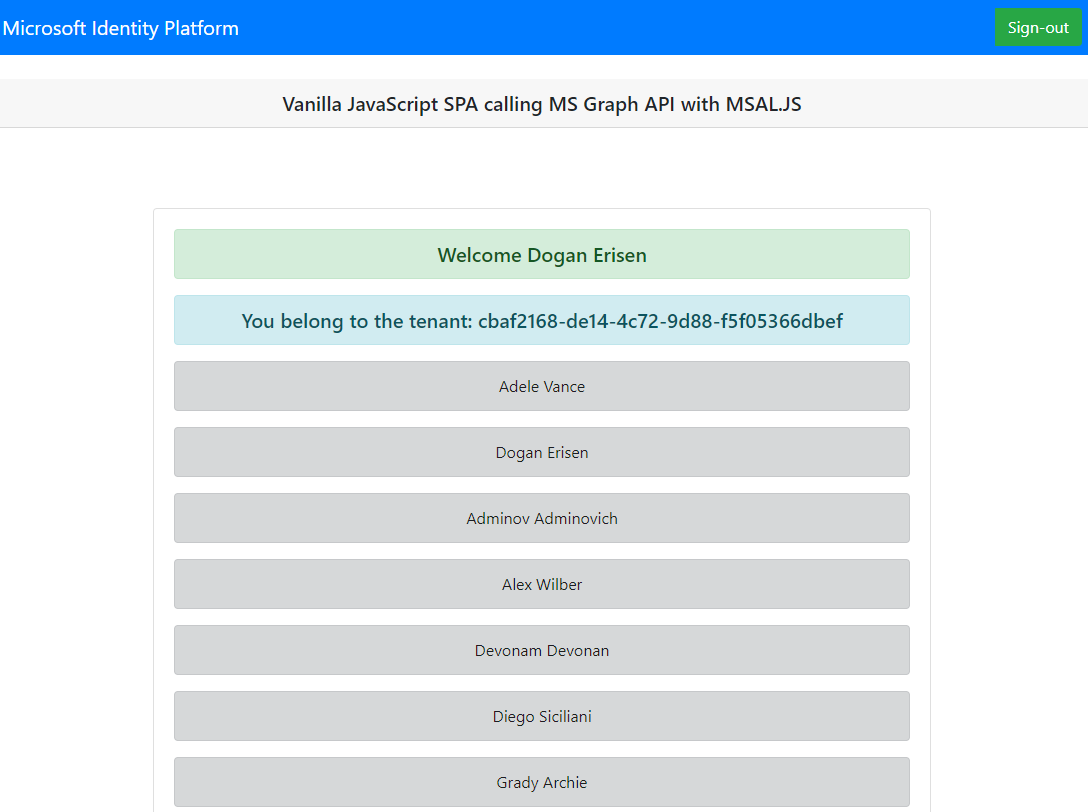 Microsoft Identity Platform
Sign-out
Vanilla JavaScript SPA calling MS Graph API with MSAL.JS
Welcome Dogan Erisen
You belong to the tenant: cbaf2168-de14-4c72-9d88-f5f05366dbef
Adele Vance
Dogan Erisen
Adminov Adminovich
Alex Wilber
Devonam Devonan
Diego Siciliani
Grady Archie